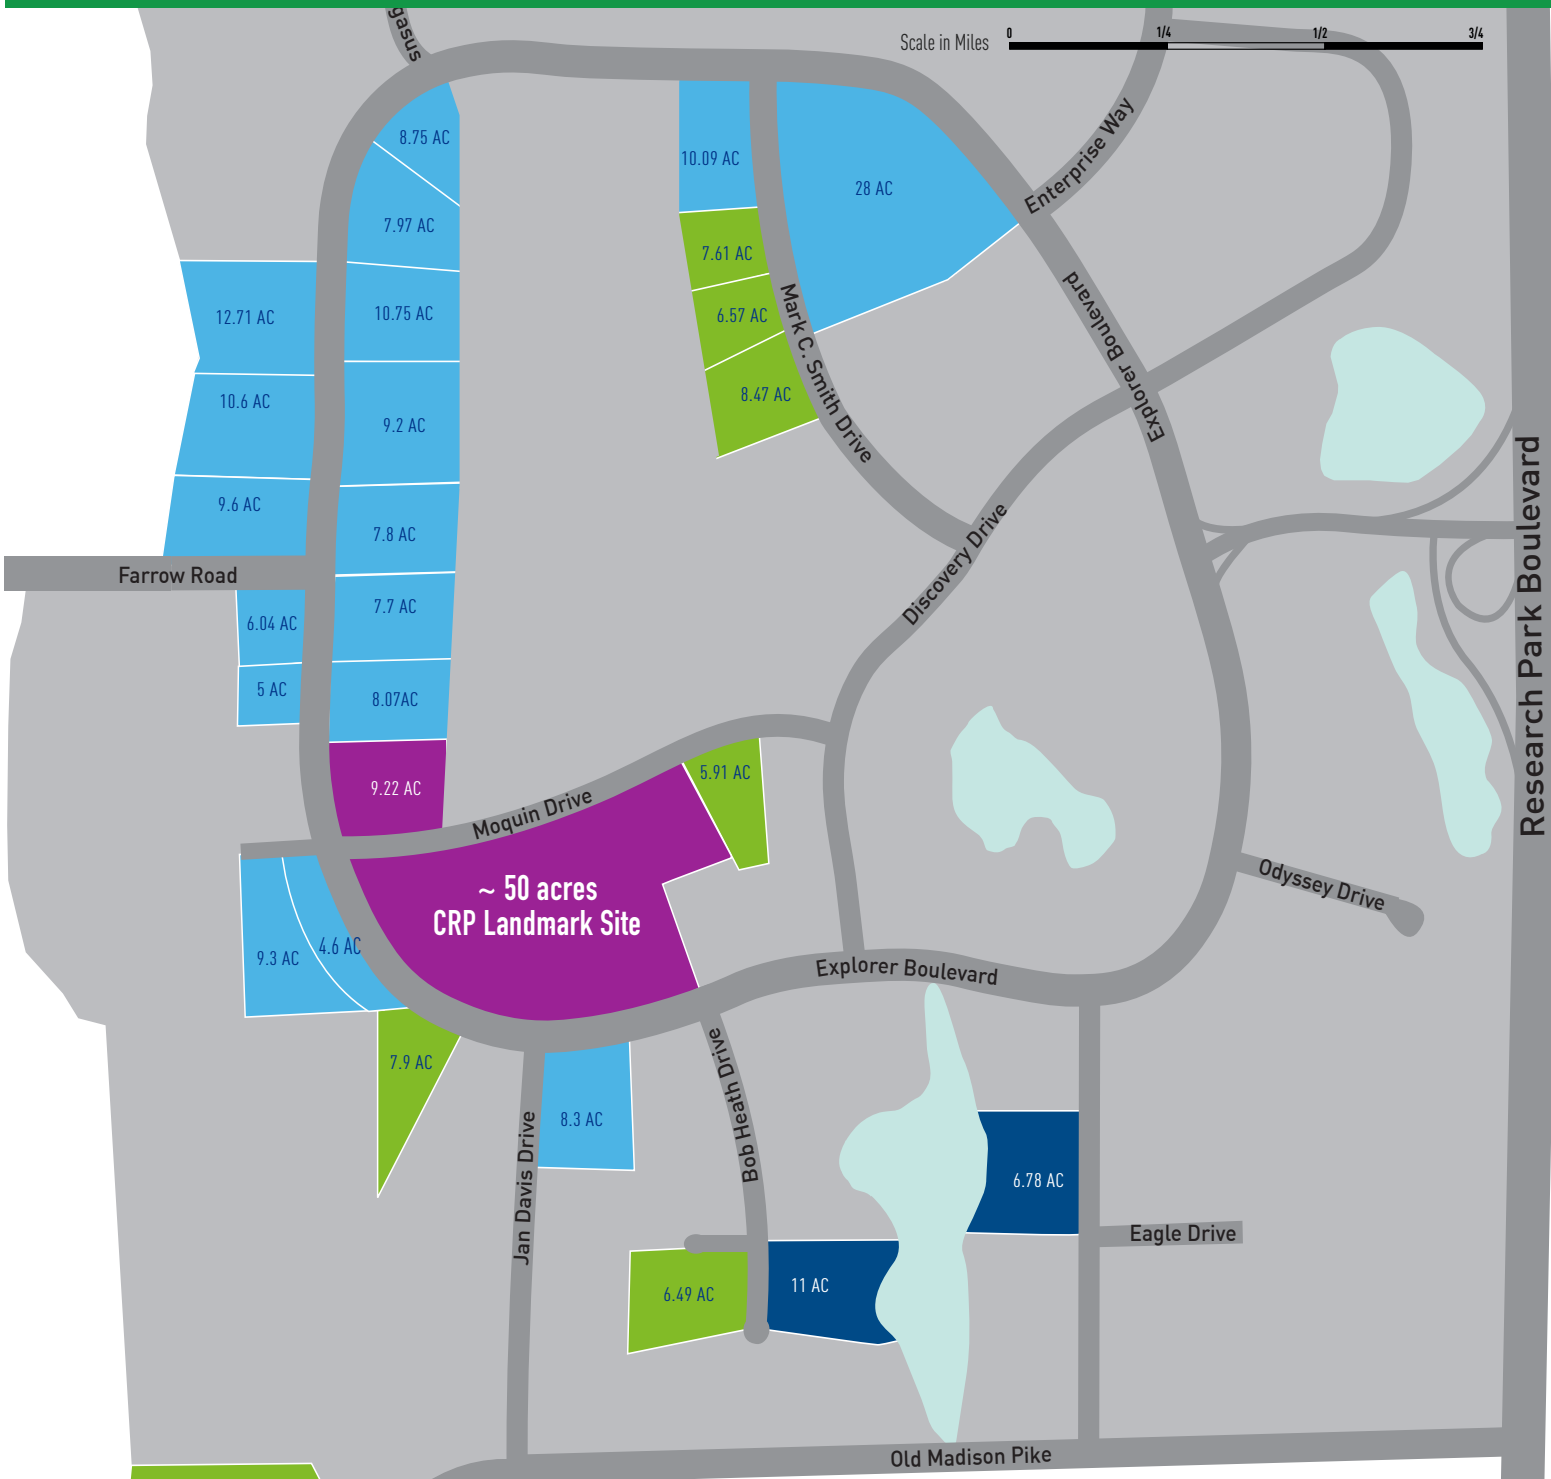 gasus
Scale in Miles
0 1/4 1/2 3/4
Enterprise Way
8.75 AC
10.09 AC
28 AC
7.97 AC
7.61 AC
12.71 AC
10.75 AC
6.57 AC
Mark C. Smith Drive
Explorer Boulevard
10.6 AC
9.2 AC
8.47 AC
9.6 AC
7.8 AC
Discovery Drive
Research Park Boulevard
Farrow Road
6.04 AC
7.7 AC
5 AC
8.07AC
9.22 AC
5.91 AC
Moquin Drive
~ 50 acres
CRP Landmark Site
Odyssey Drive
9.3 AC
4.6 AC
Explorer Boulevard
7.9 AC
8.3 AC
Jan Davis Drive
Bob Heath Drive
6.78 AC
Eagle Drive
6.49 AC
11 AC
Old Madison Pike